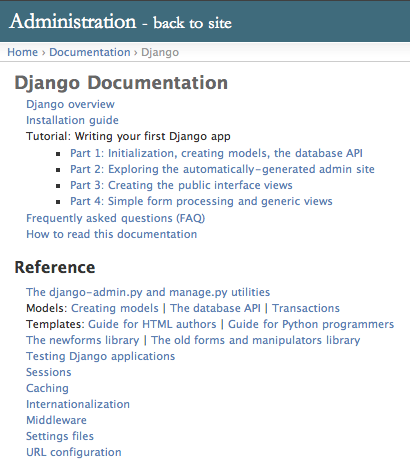 Administration - back to site
Home › Documentation › Django
Django Documentation
Django overview
Installation guide
Tutorial: Writing your first Django app
▪ Part 1: Initialization, creating models, the database API
▪ Part 2: Exploring the automatically-generated admin site
▪ Part 3: Creating the public interface views
▪ Part 4: Simple form processing and generic views
Frequently asked questions (FAQ)
How to read this documentation
Reference
The django-admin.py and manage.py utilities
Models: Creating models | The database API | Transactions
Templates: Guide for HTML authors | Guide for Python programmers
The newforms library | The old forms and manipulators library
Testing Django applications
Sessions
Caching
Internationalization
Middleware
Settings files
URL configuration